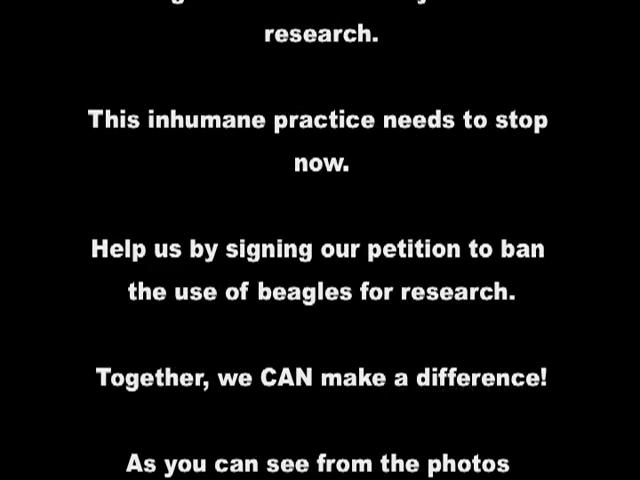 research.
This inhumane practice needs to stop
now.
Help us by signing our petition to ban
the use of beagles for research.
Together, we CAN make a difference!
As you can see from the photos